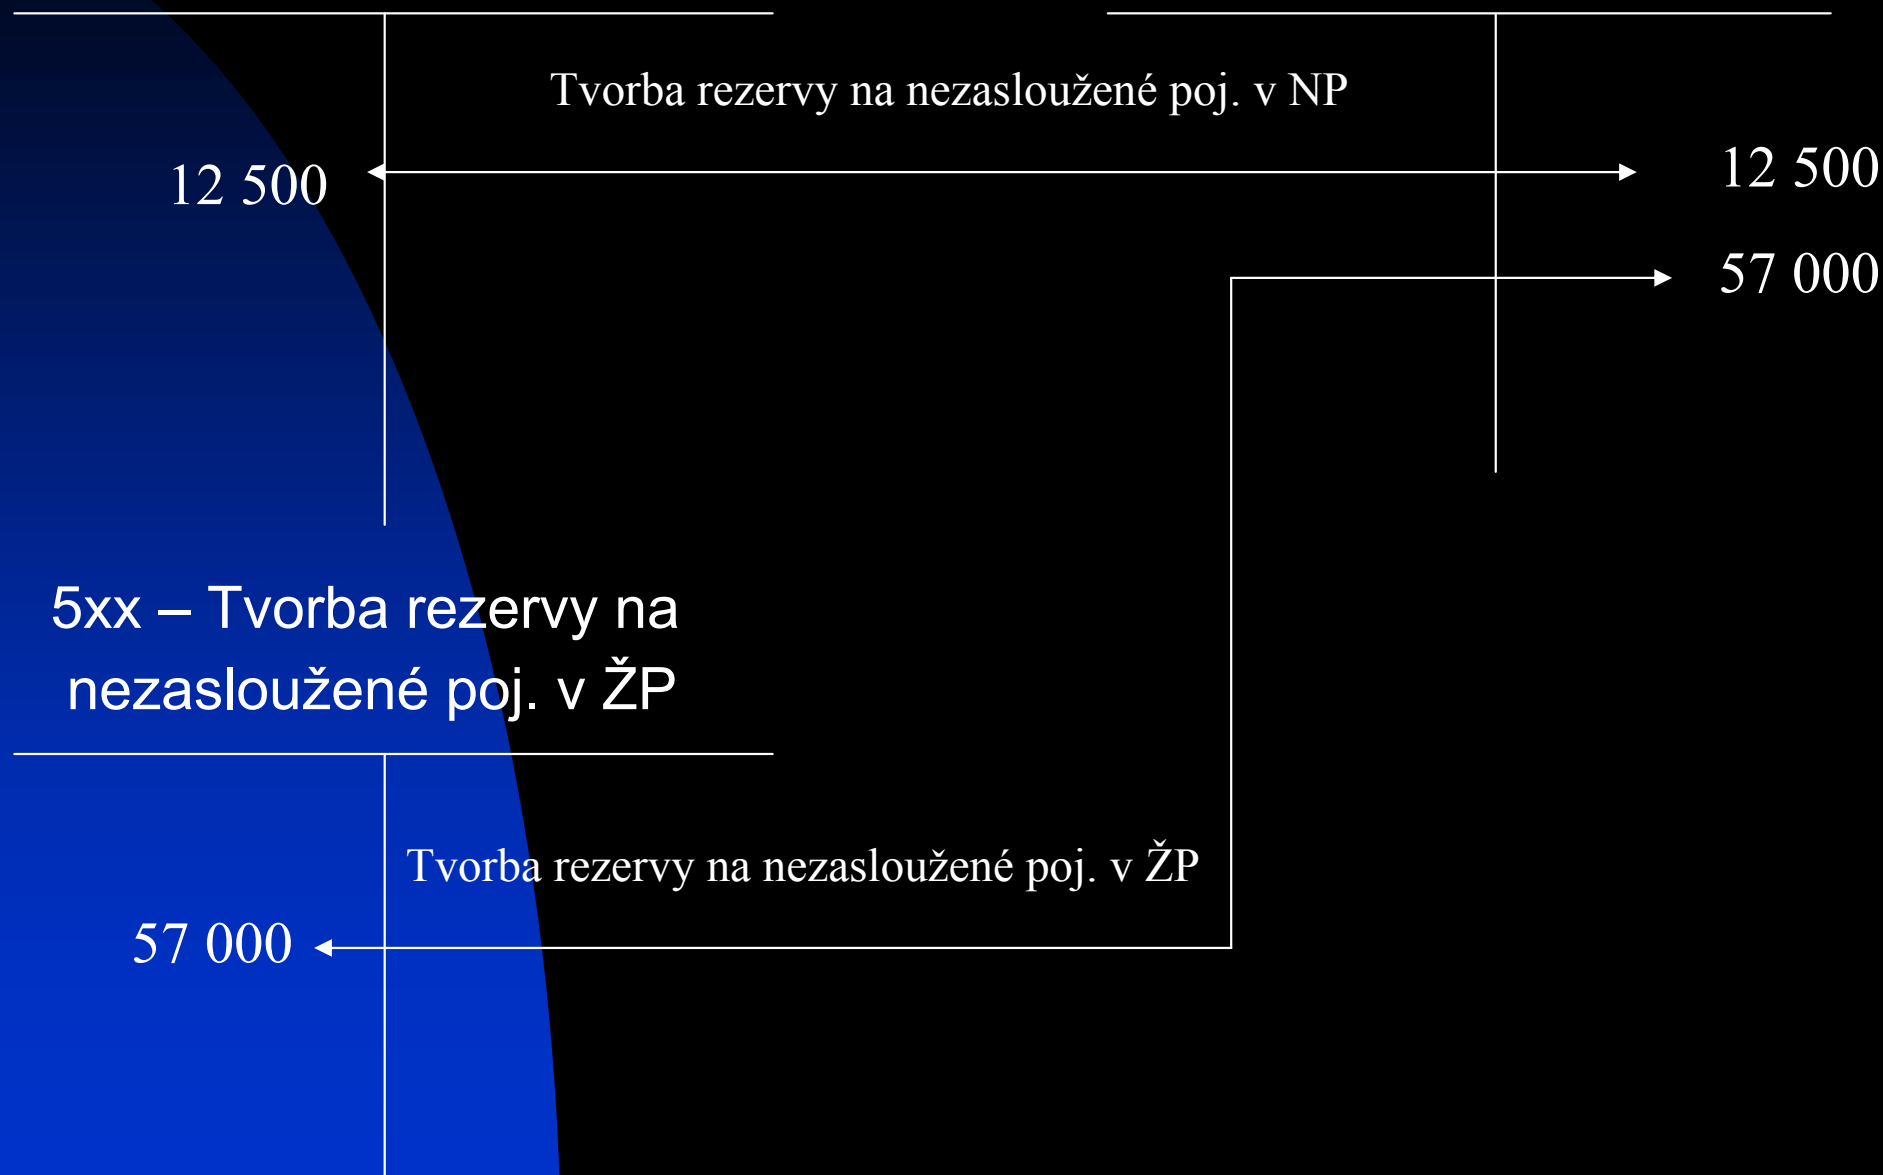 Tvorba rezervy na nezasloužené poj. v NP
12 500
12 500
57 000
5xx – Tvorba rezervy na
nezasloužené poj. v ŽP
Tvorba rezervy na nezasloužené poj. v ŽP
57 000